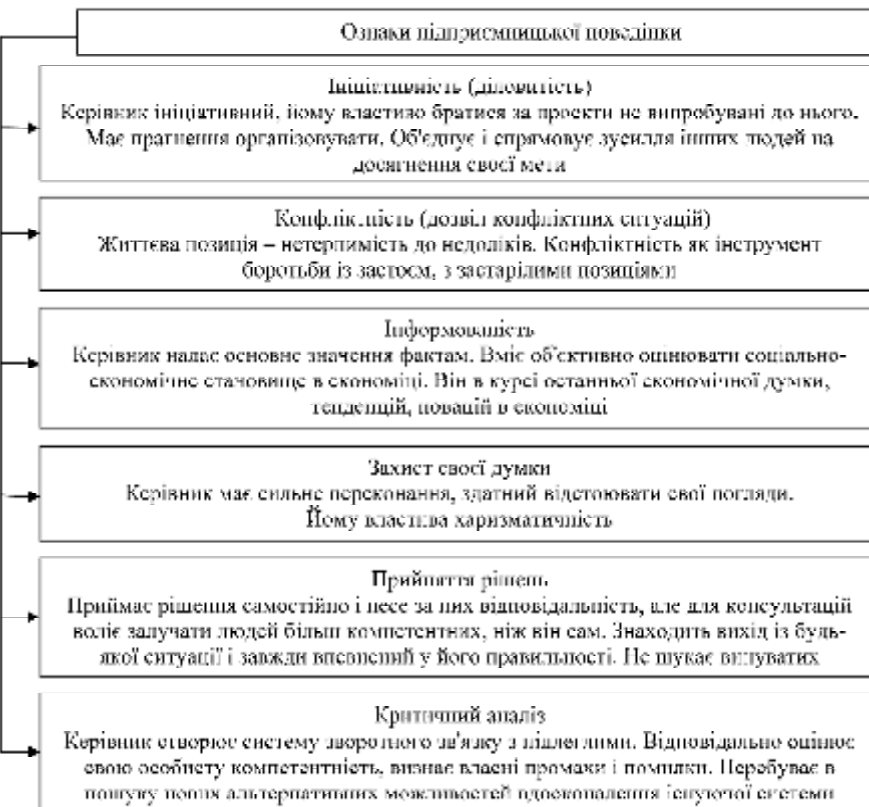 Ознаки підприємницької поведінки
Ініціативність (діловитість)
Керівник ініціативний, йому властиво братися за проекти не випробувані до нього.
Має прагнення організовувати. Об'єднує і спрямовує зусилля інших людей на
досягнення своєї мети
Конфліктність (дозвіл конфліктних ситуацій)
Життєва позиція – нетерпимість до недоліків. Конфліктність як інструмент
боротьби із застоєм, з застарілими позиціями
Інформованість
Керівник надає основне значення фактам. Вміє об'єктивно оцінювати соціально-
економічне становище в економіці. Він в курсі останньої економічної думки,
тенденцій, новацій в економіці
Захист своєї думки
Керівник має сильне переконання, здатний відстоювати свої погляди.
Йому властива харизматичність
Прийняття рішень
Приймає рішення самостійно і несе за них відповідальність, але для консультацій
воліє залучати людей більш компетентних, ніж він сам. Знаходить вихід із будь-
якої ситуації і завжди впевнений у його правильності. Не шукає винуватих
Критичний аналіз
Керівник створює систему зворотного зв'язку з підлеглими. Відповідально оцінює
свою особисту компетентність, визнає власні промахи і помилки. Перебуває в
пошуку нових альтернативних можливостей вдосконалення існуючої системи